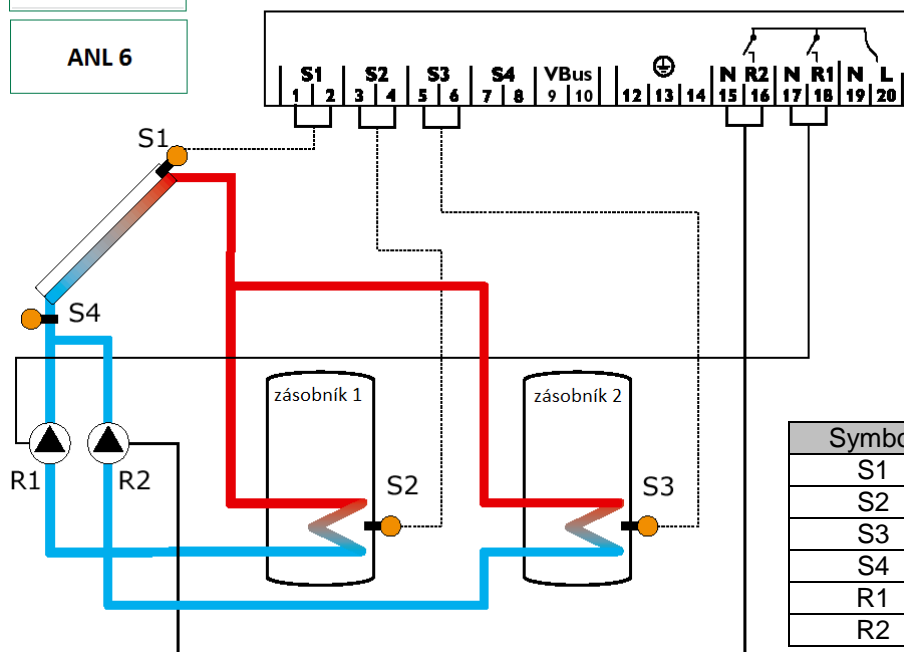 ANL 6
S1 S2 S3 S4 VBus N R2 N R1 N L
1 2 3 4 5 6 7 8 9 10 12 13 14 15 16 17 18 19 20
S1
S4
zásobník 1
zásobník 2
R1
R2
S2
S3
Symbo
S1
S2
S3
S4
R1
R2